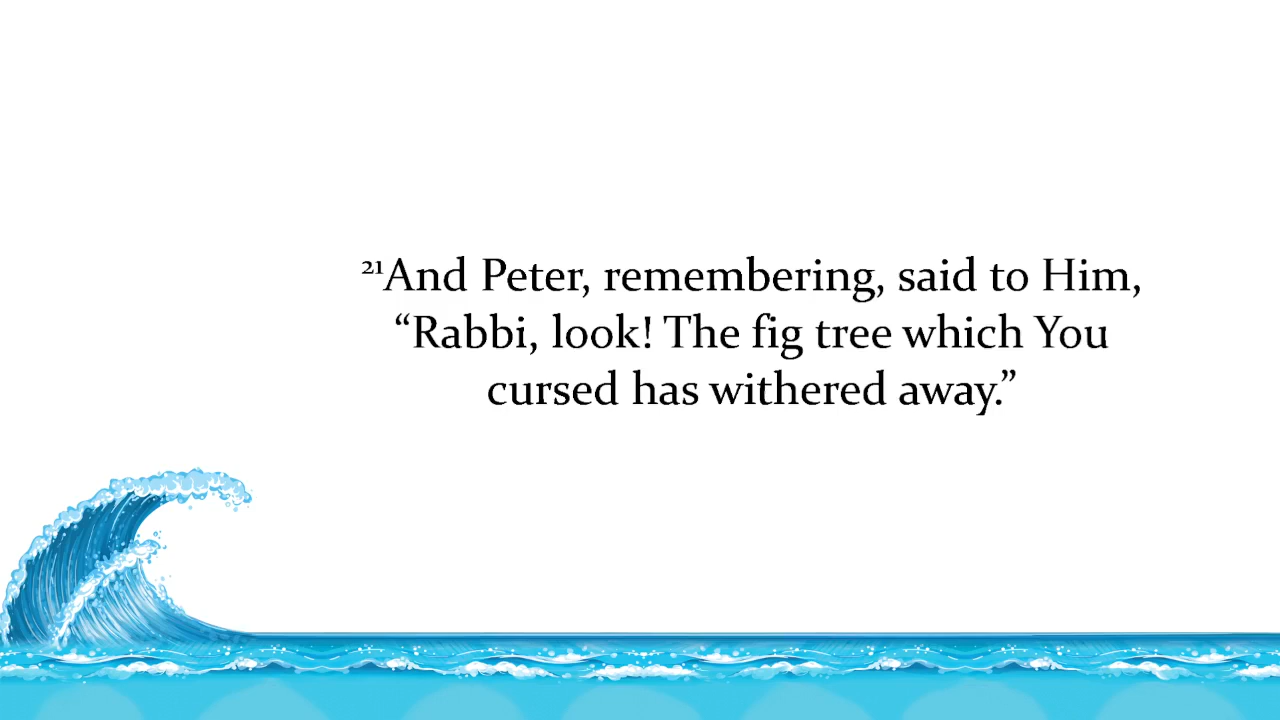 ²¹And Peter, remembering, said to Him,
“Rabbi, look! The fig tree which You
cursed has withered away.”